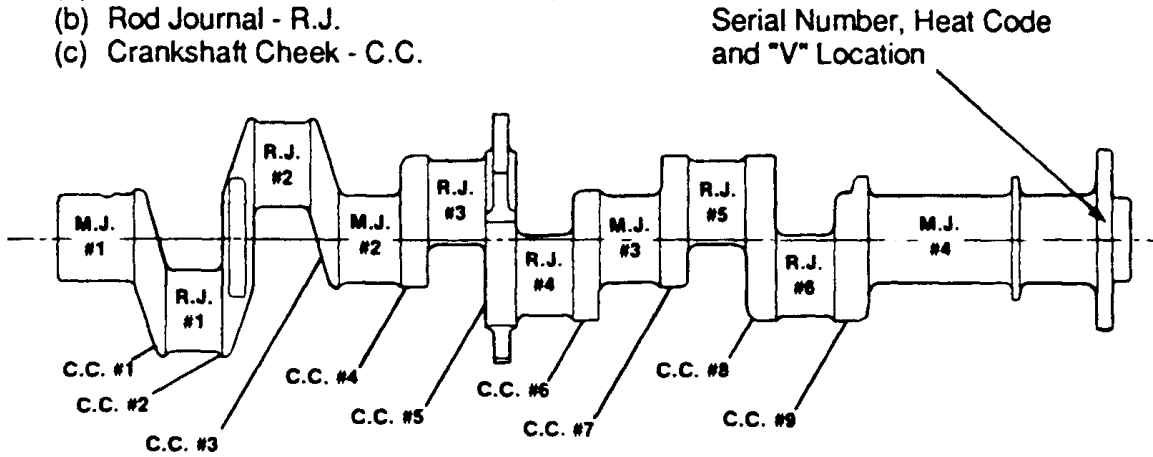 (b) Rod Journal - R.J.
(c) Crankshaft Cheek - C.C.
Serial Number, Heat Code
and "V" Location
M.J.
#1
R.J.
#1
R.J.
#2
M.J.
#2
R.J.
#3
R.J.
#4
M.J.
#3
R.J.
#5
R.J.
#6
M.J.
#4
C.C. #1
C.C. #2
C.C. #3
C.C. #4
C.C. #5
C.C. #6
C.C. #7
C.C. #8
C.C. #9